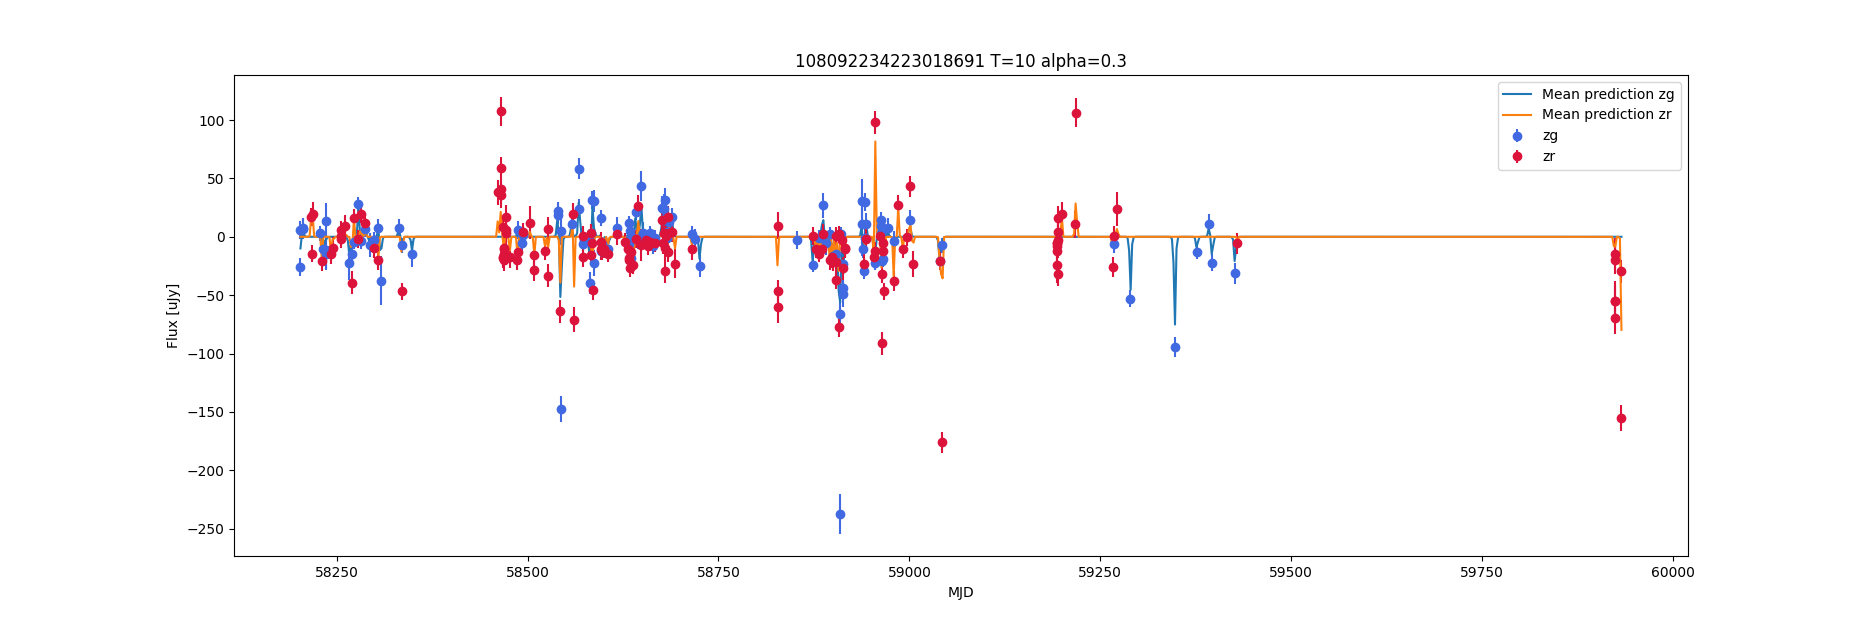 108092234223018691 T=10 alpha=0.3
Mean prediction zg
Mean prediction zr
zg
zr
Flux [uJy]
100
50
0
−50
−100
−150
−200
−250
58250 58500 58750 59000 59250 59500 59750 60000
MJD